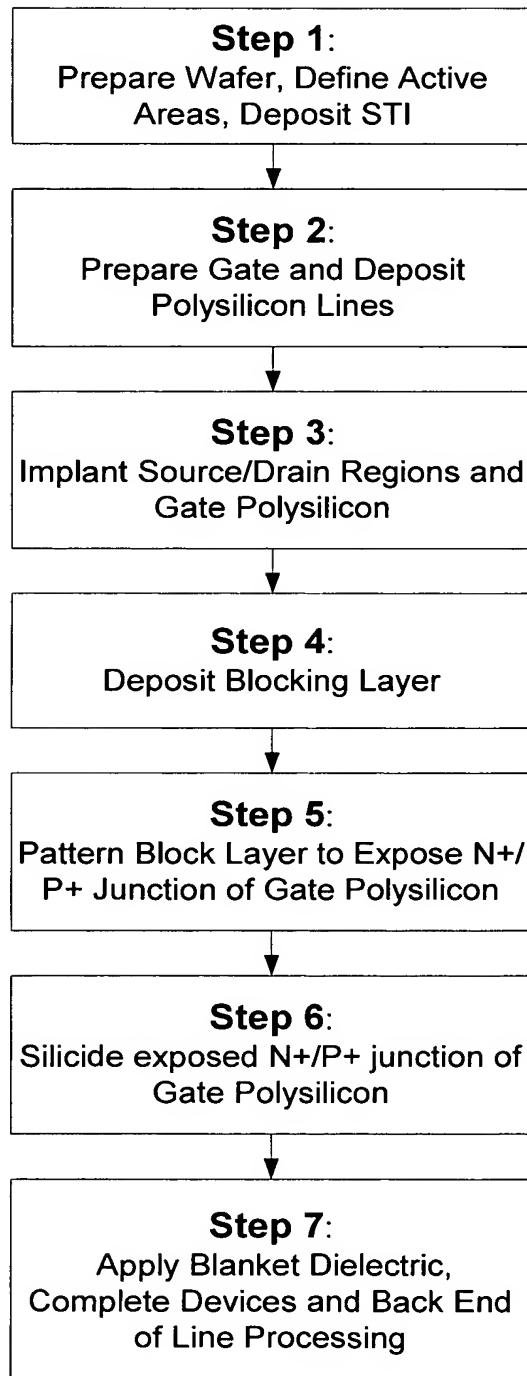 Step 1:
Prepare Wafer, Define Active
Areas, Deposit STI
Step 2:
Prepare Gate and Deposit
Polysilicon Lines
Step 3:
Implant Source/Drain Regions and
Gate Polysilicon
Step 4:
Deposit Blocking Layer
Step 5:
Pattern Block Layer to Expose N+/
P+ Junction of Gate Polysilicon
Step 6:
Silicide exposed N+/P+ junction of
Gate Polysilicon
Step 7:
Apply Blanket Dielectric,
Complete Devices and Back End
of Line Processing